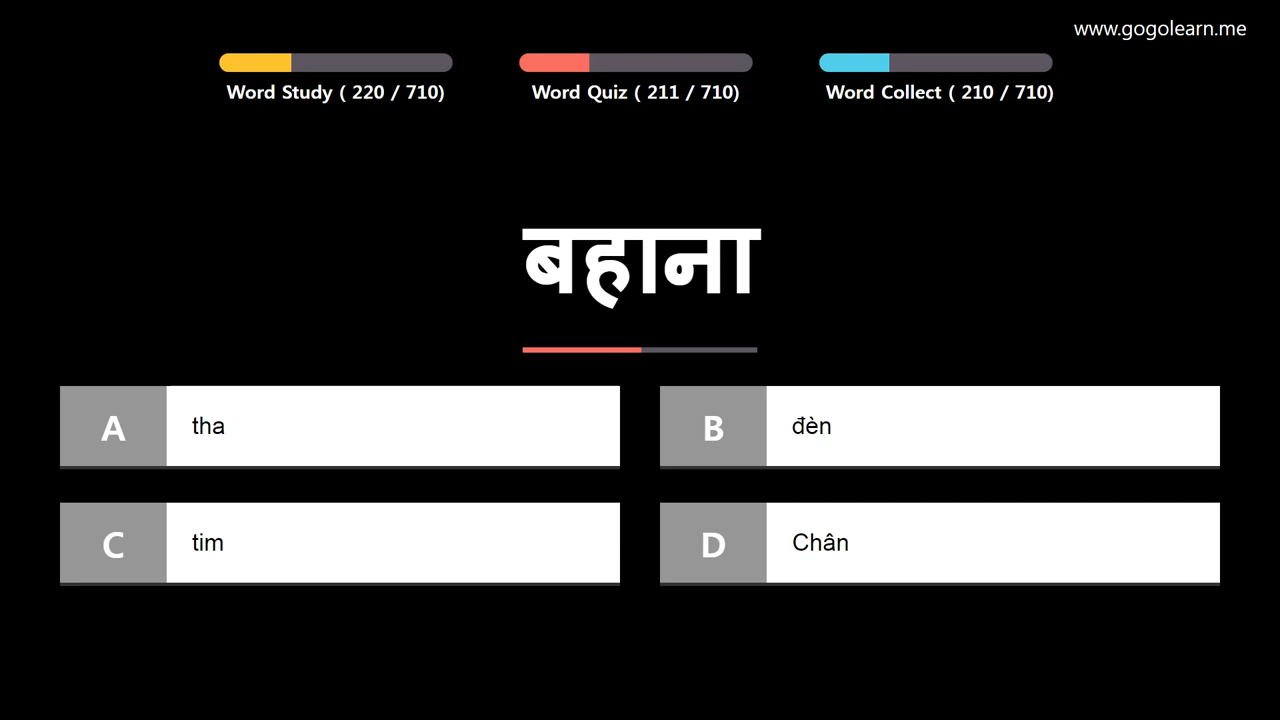 www.gogolearn.me
Word Study ( 220 / 710)
Word Quiz ( 211 / 710)
Word Collect ( 210 / 710)
बहाना
A
tha
B
đèn
C
tim
D
Chân